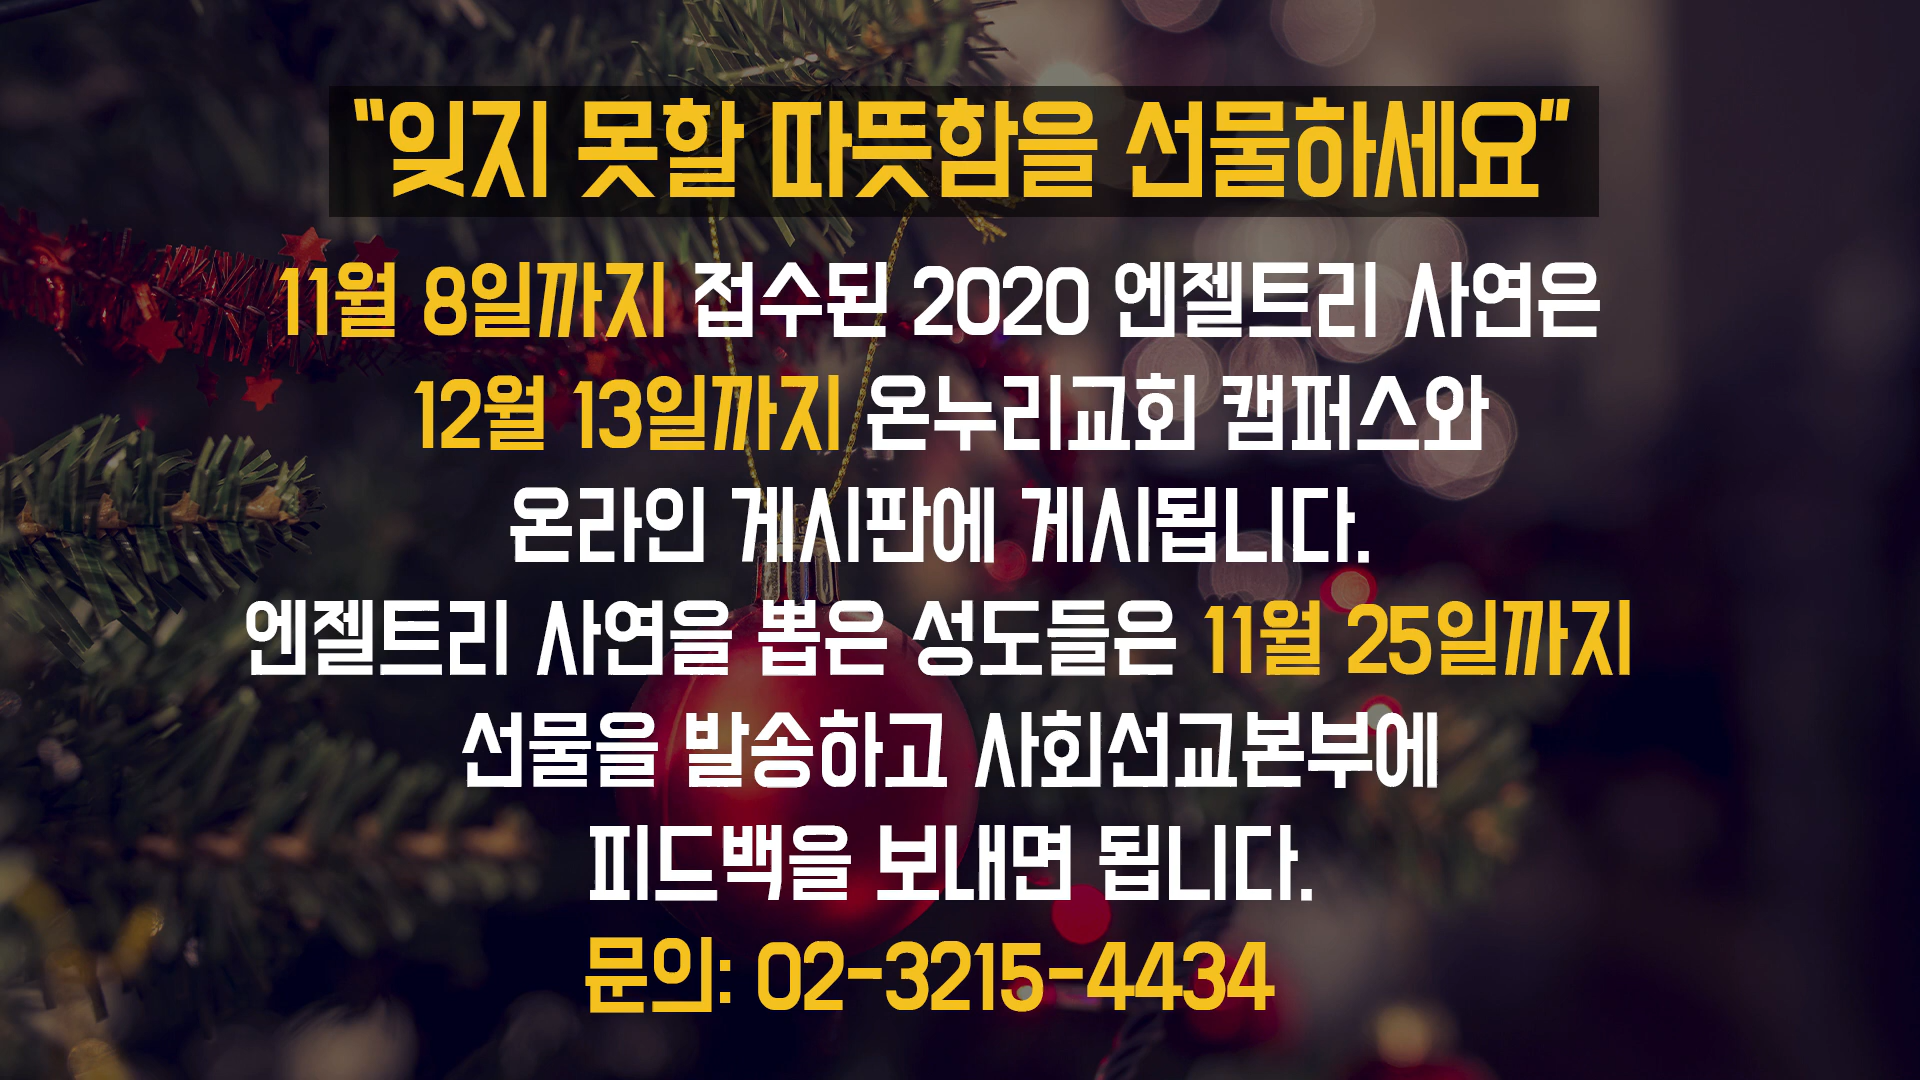 "잊지 못할 따뜻함을 선물하세요"
11월 8일까지 접수된 2020 엔젤트리 사연은
12월 13일까지 온누리교회 캠퍼스와
온라인 게시판에 게시됩니다.
엔젤트리 사연을 뽑은 성도들은 11월 25일까지
선물을 발송하고 사회선교본부에
피드백을 보내면 됩니다.
문의: 02-3215-4434